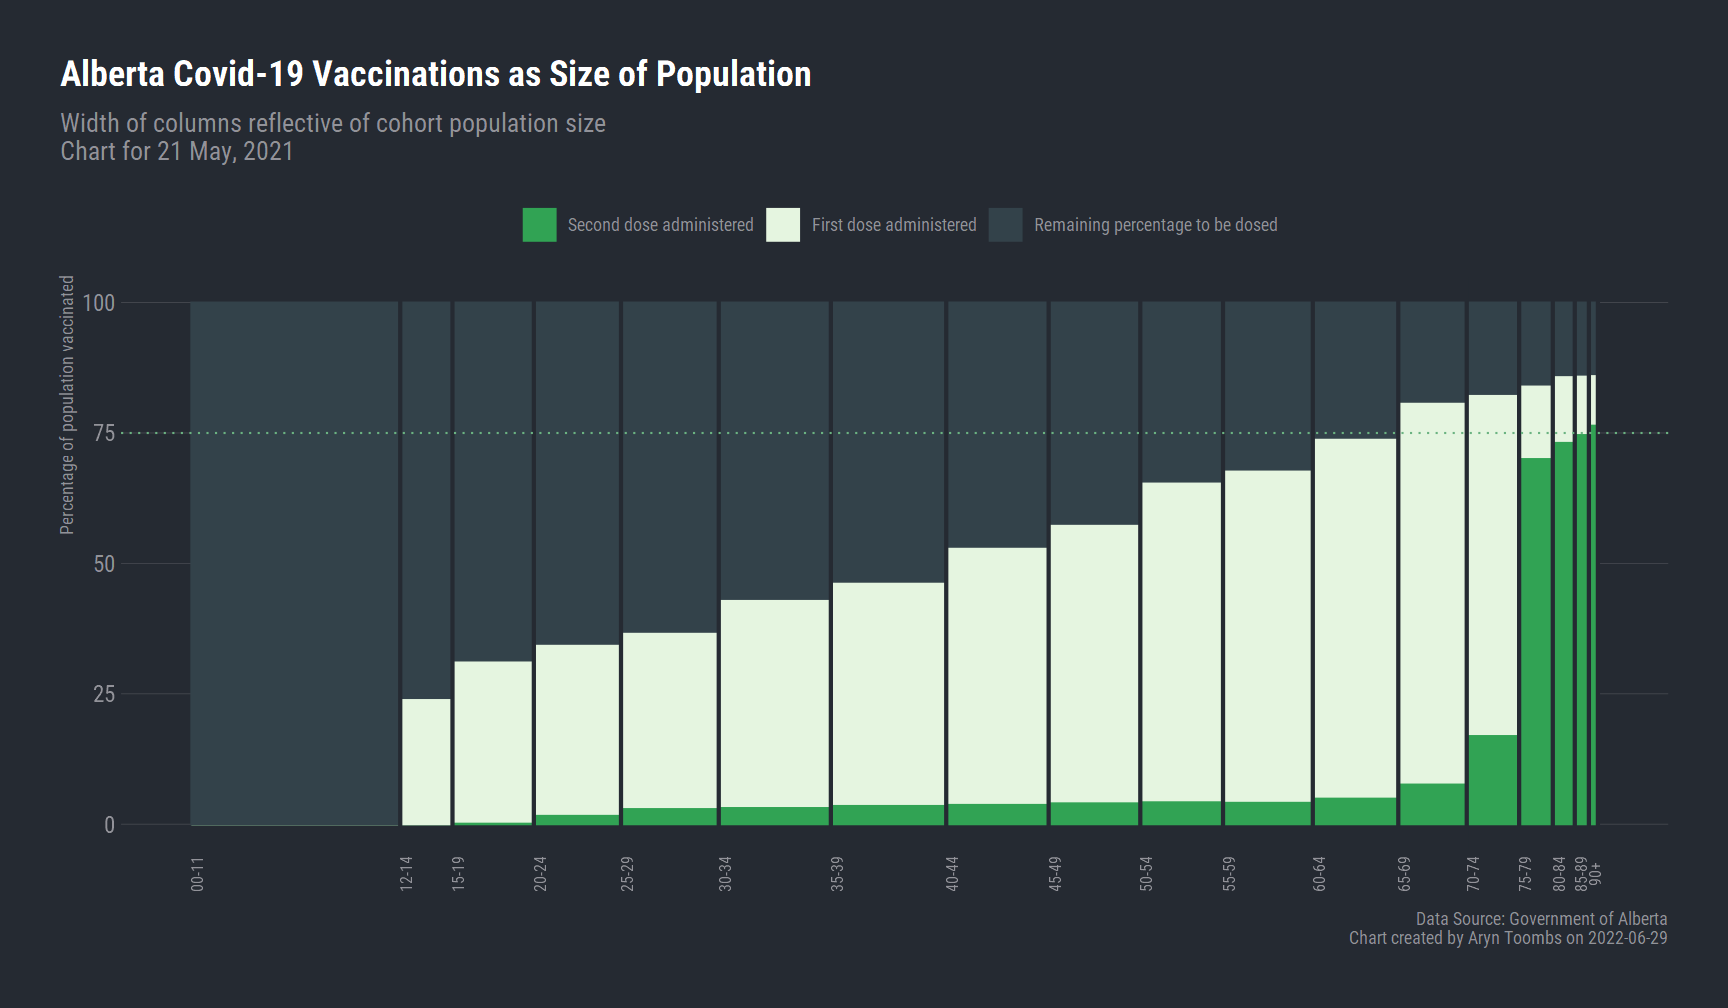 Alberta Covid-19 Vaccinations as Size of Population
Width of columns reflective of cohort population size
Chart for 21 May, 2021
Second dose administered
First dose administered
Remaining percentage to be dosed
Percentage of population vaccinated
100
75
50
25
0
00-11
12-14
15-19
20-24
25-29
30-34
35-39
40-44
45-49
50-54
55-59
60-64
65-69
70-74
75-79
80-84
85-89
90+
Data Source: Government of Alberta
Chart created by Aryn Toombs on 2022-06-29